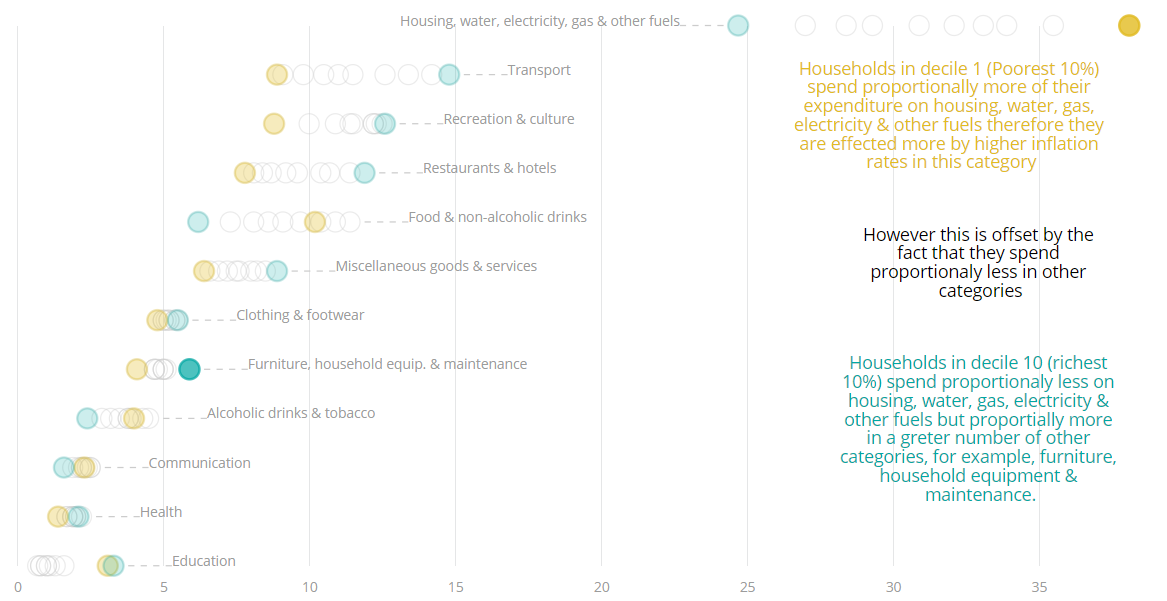 Housing, water, electricity, gas & other fuels
Transport
Households in decile 1 (Poorest 10%)
spend proportionally more of their
expenditure on housing, water, gas,
electricity & other fuels therefore they
are effected more by higher inflation
rates in this category
Recreation & culture
Restaurants & hotels
Food & non-alcoholic drinks
However this is offset by the
fact that they spend
proportionaly less in other
categories
Miscellaneous goods & services
Clothing & footwear
Furniture, household equip. & maintenance
Households in decile 10 (richest
10%) spend proportionaly less on
housing, water, gas, electricity &
other fuels but proportially more
in a greter number of other
categories, for example, furniture,
household equipment &
maintenance.
Alcoholic drinks & tobacco
Communication
Health
Education
0 5 10 15 20 25 30 35